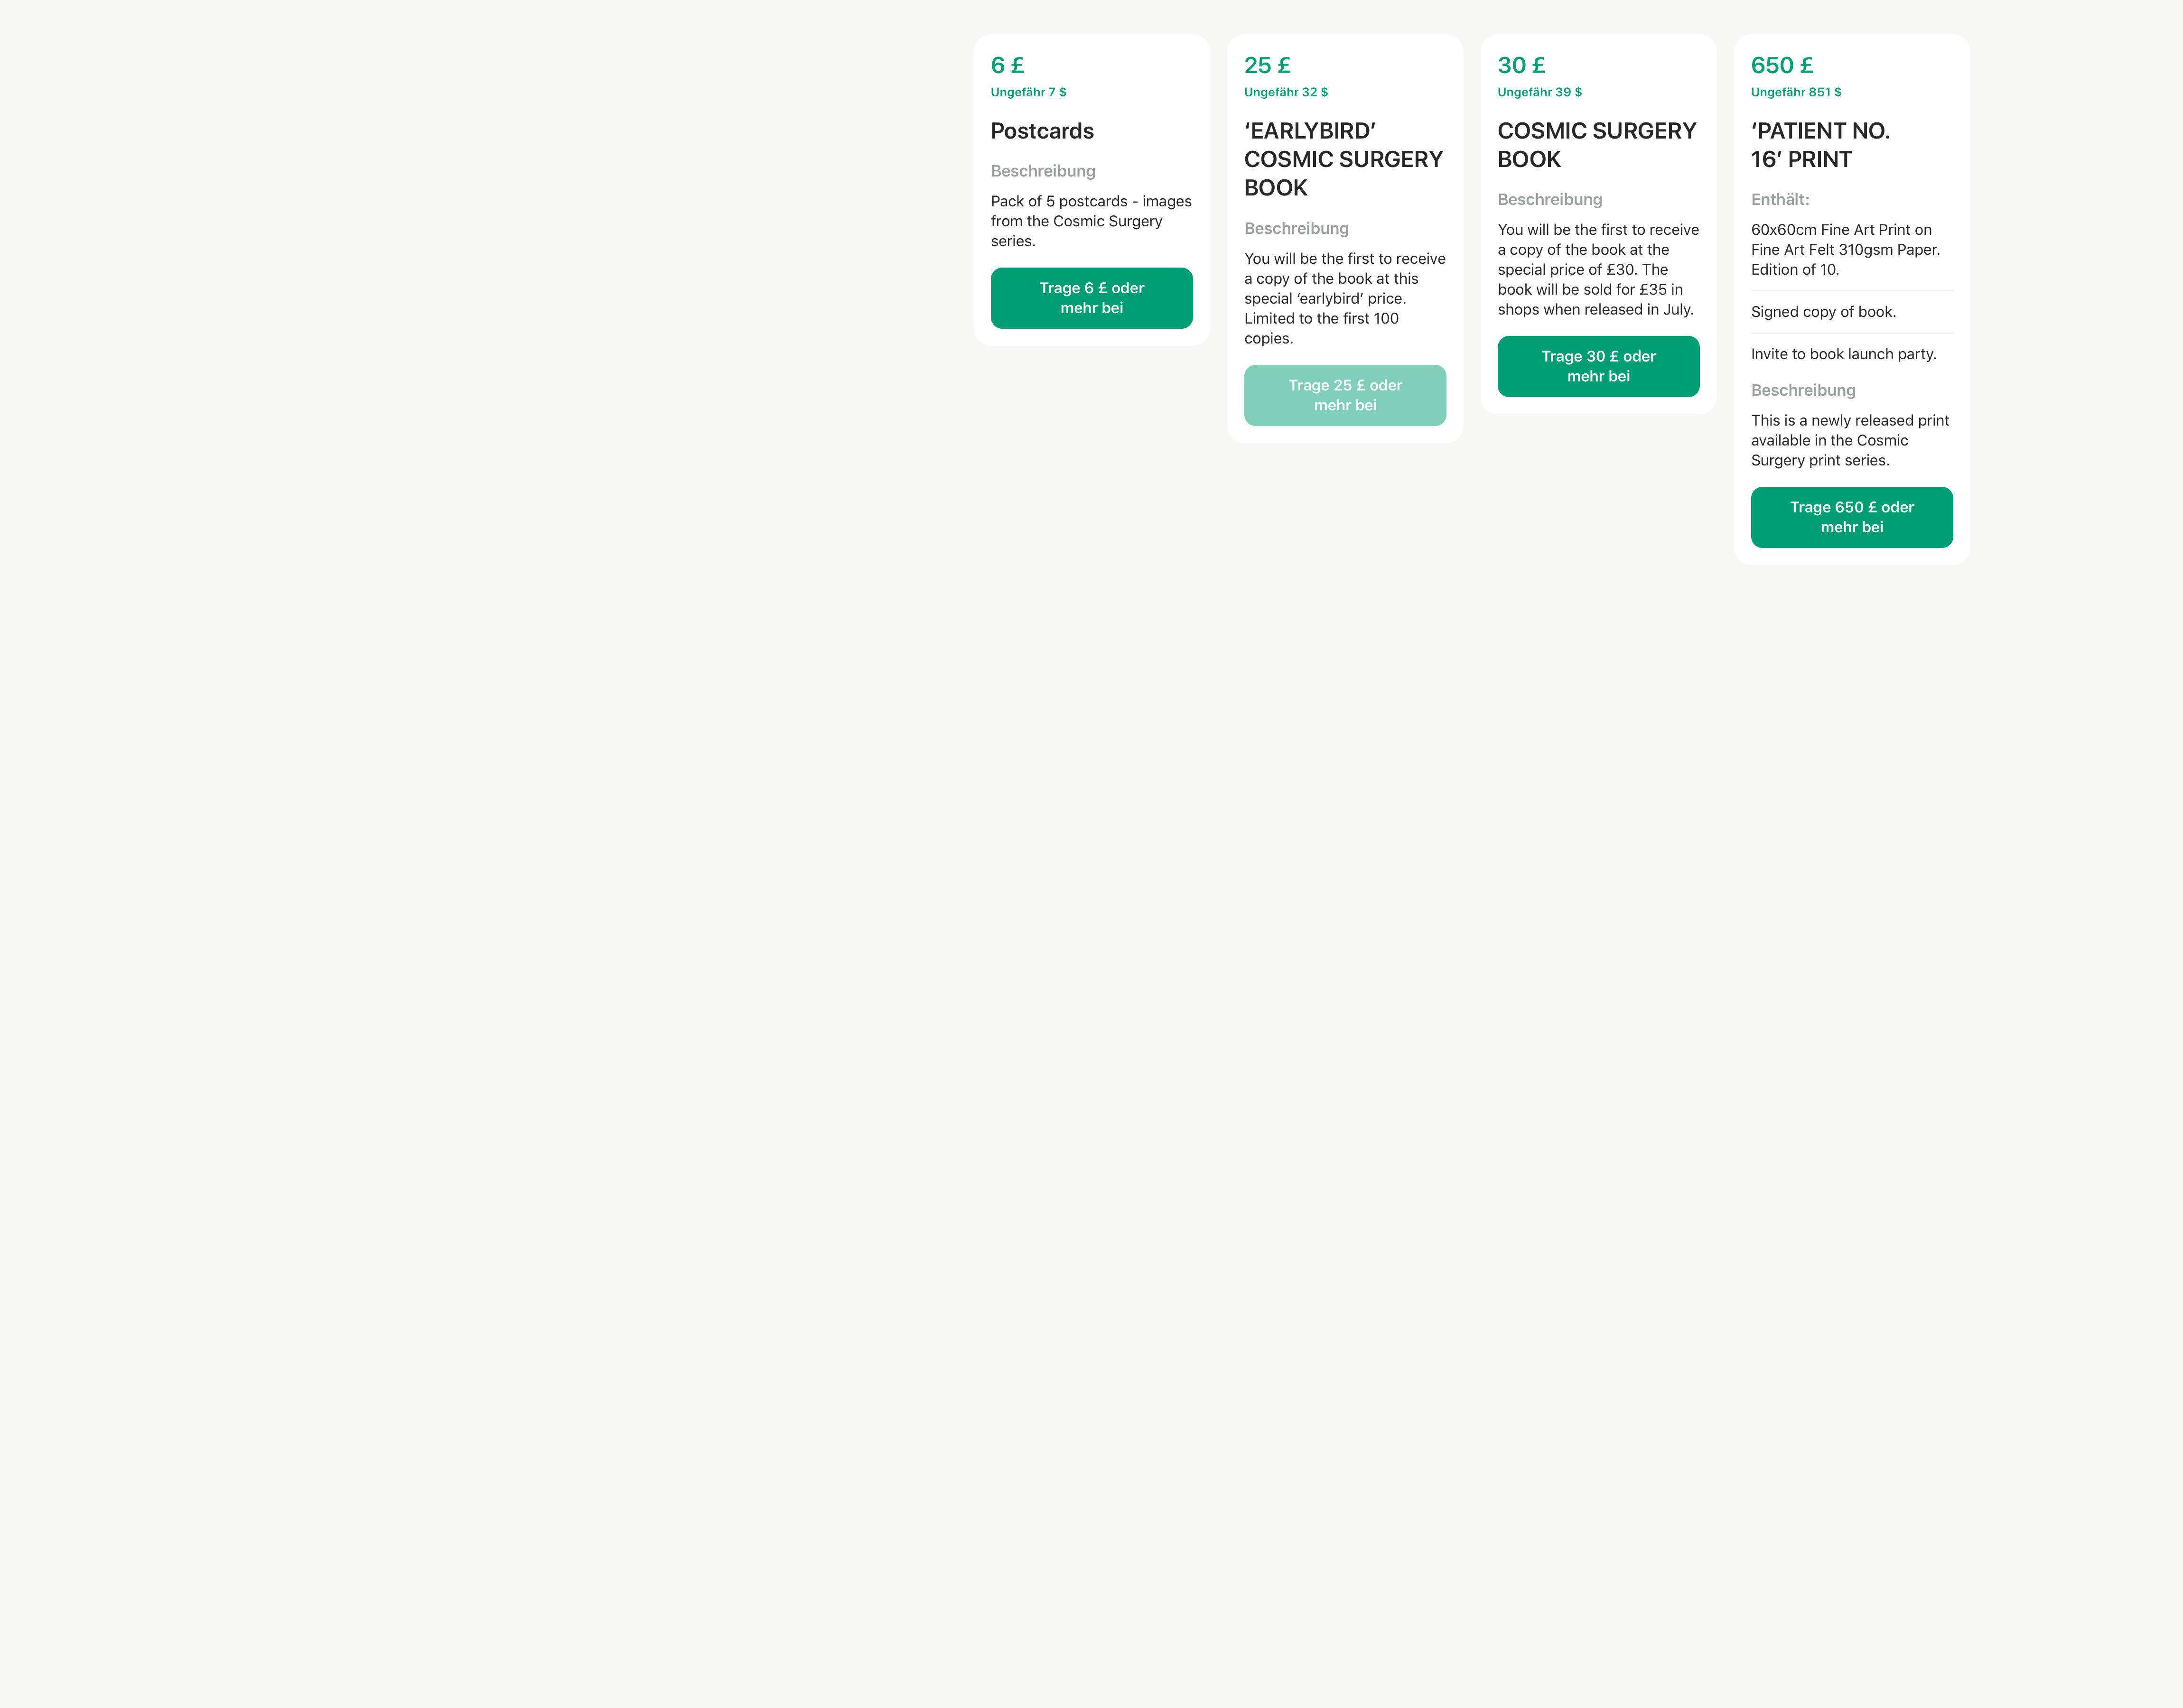 6 £
Ungefähr 7 $
Postcards
Beschreibung
Pack of 5 postcards - images
from the Cosmic Surgery
series.
Trage 6 £ oder
mehr bei
25 £
Ungefähr 32 $
‘EARLYBIRD’
COSMIC SURGERY
BOOK
Beschreibung
You will be the first to receive
a copy of the book at this
special ‘earlybird’ price.
Limited to the first 100
copies.
Trage 25 £ oder
mehr bei
30 £
Ungefähr 39 $
COSMIC SURGERY
BOOK
Beschreibung
You will be the first to receive
a copy of the book at the
special price of £30. The
book will be sold for £35 in
shops when released in July.
Trage 30 £ oder
mehr bei
650 £
Ungefähr 851 $
‘PATIENT NO.
16’ PRINT
Enthält:
60x60cm Fine Art Print on
Fine Art Felt 310gsm Paper.
Edition of 10.
Signed copy of book.
Invite to book launch party.
Beschreibung
This is a newly released print
available in the Cosmic
Surgery print series.
Trage 650 £ oder
mehr bei